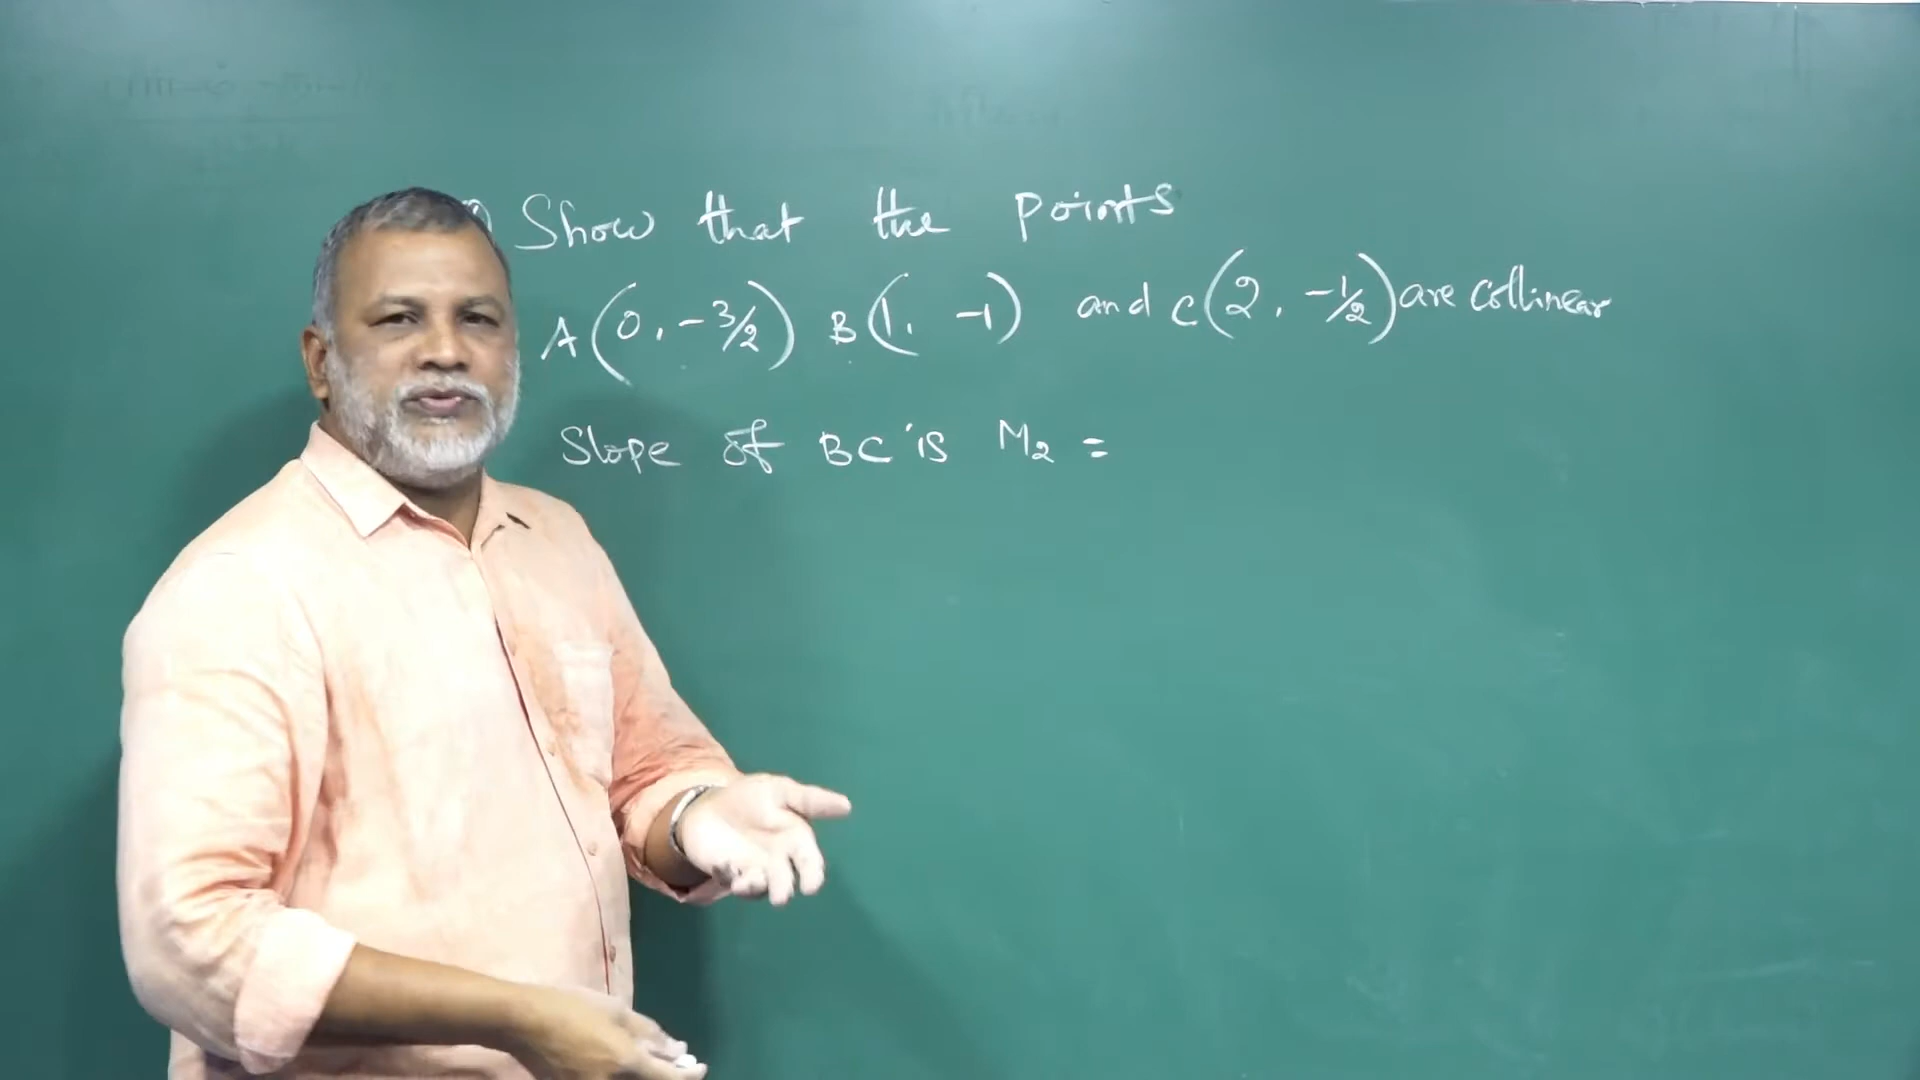 ) Show that the points
A(0, -3/2) B(1, -1) and C(2, -1/2) are collinear
Slope of BC is M₂ =